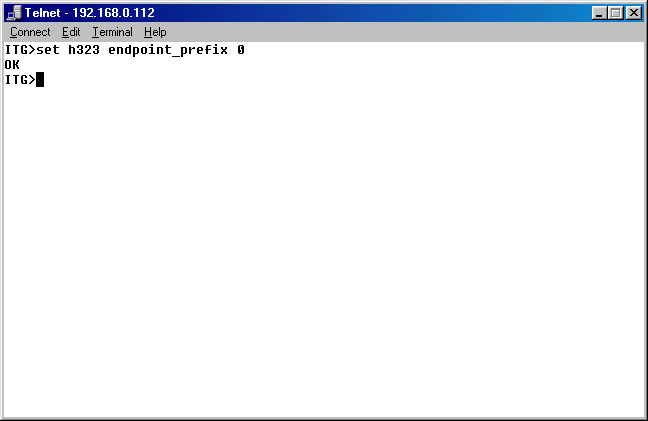 Telnet - 192.168.0.112
Connect Edit Terminal Help
ITG>set h323 endpoint_prefix 0
OK
ITG>